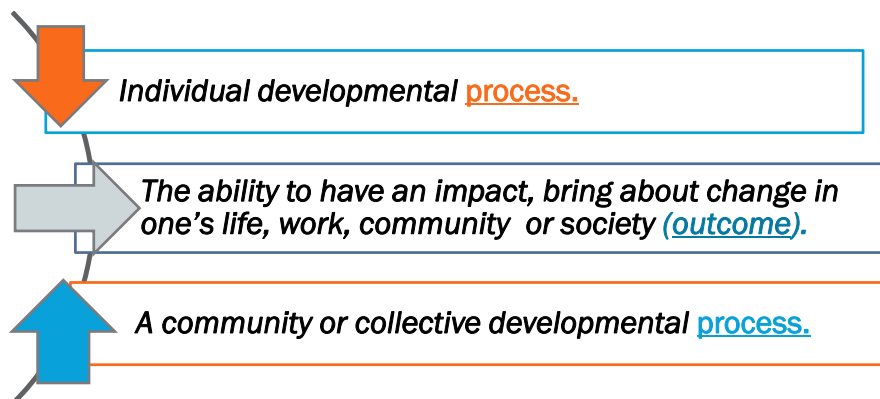 Individual developmental process.
The ability to have an impact, bring about change in
one’s life, work, community or society (outcome).
A community or collective developmental process.